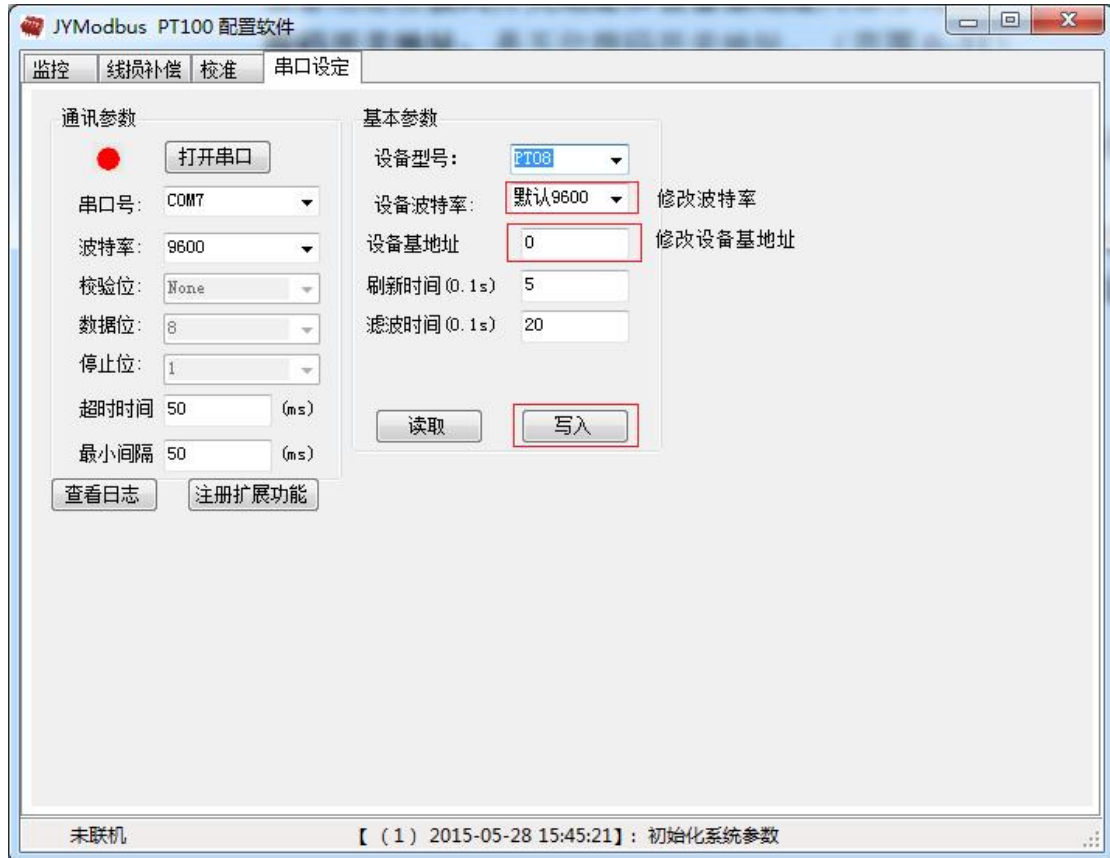 JYModbus PT100 配置软件
监控 线损补偿 校准 串口设定
通讯参数
打开串口
串口号: COM7
波特率: 9600
校验位: None
数据位: 8
停止位: 1
超时时间 50 (ms)
最小间隔 50 (ms)
查看日志 注册扩展功能
基本参数
设备型号: PT08
设备波特率: 默认9600 修改波特率
设备基地址 0 修改设备基地址
刷新时间(0.1s) 5
滤波时间(0.1s) 20
读取 写入
未联机 【 (1) 2015-05-28 15:45:21】: 初始化系统参数